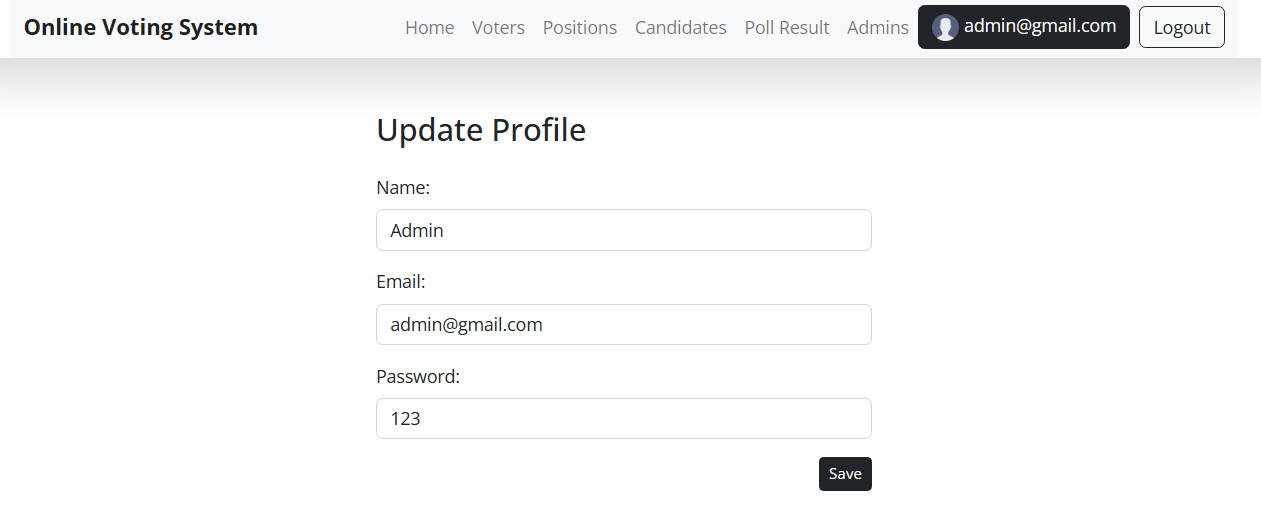 Online Voting System Home Voters Positions Candidates Poll Result Admins admin@gmail.com Logout
Update Profile
Name:
Admin
Email:
admin@gmail.com
Password:
123
Save